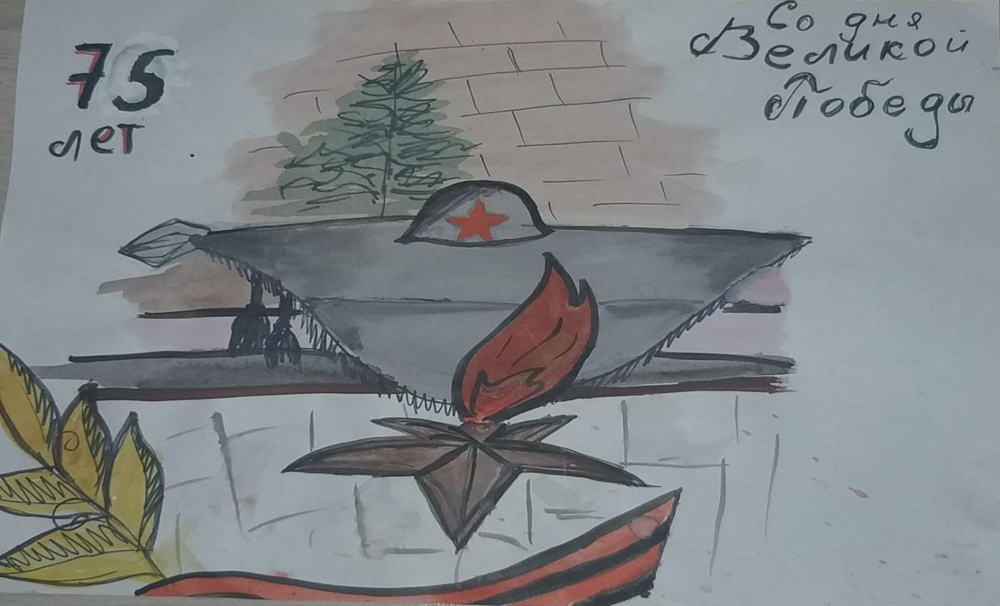 75
лет
Со дня
Великой
Победы